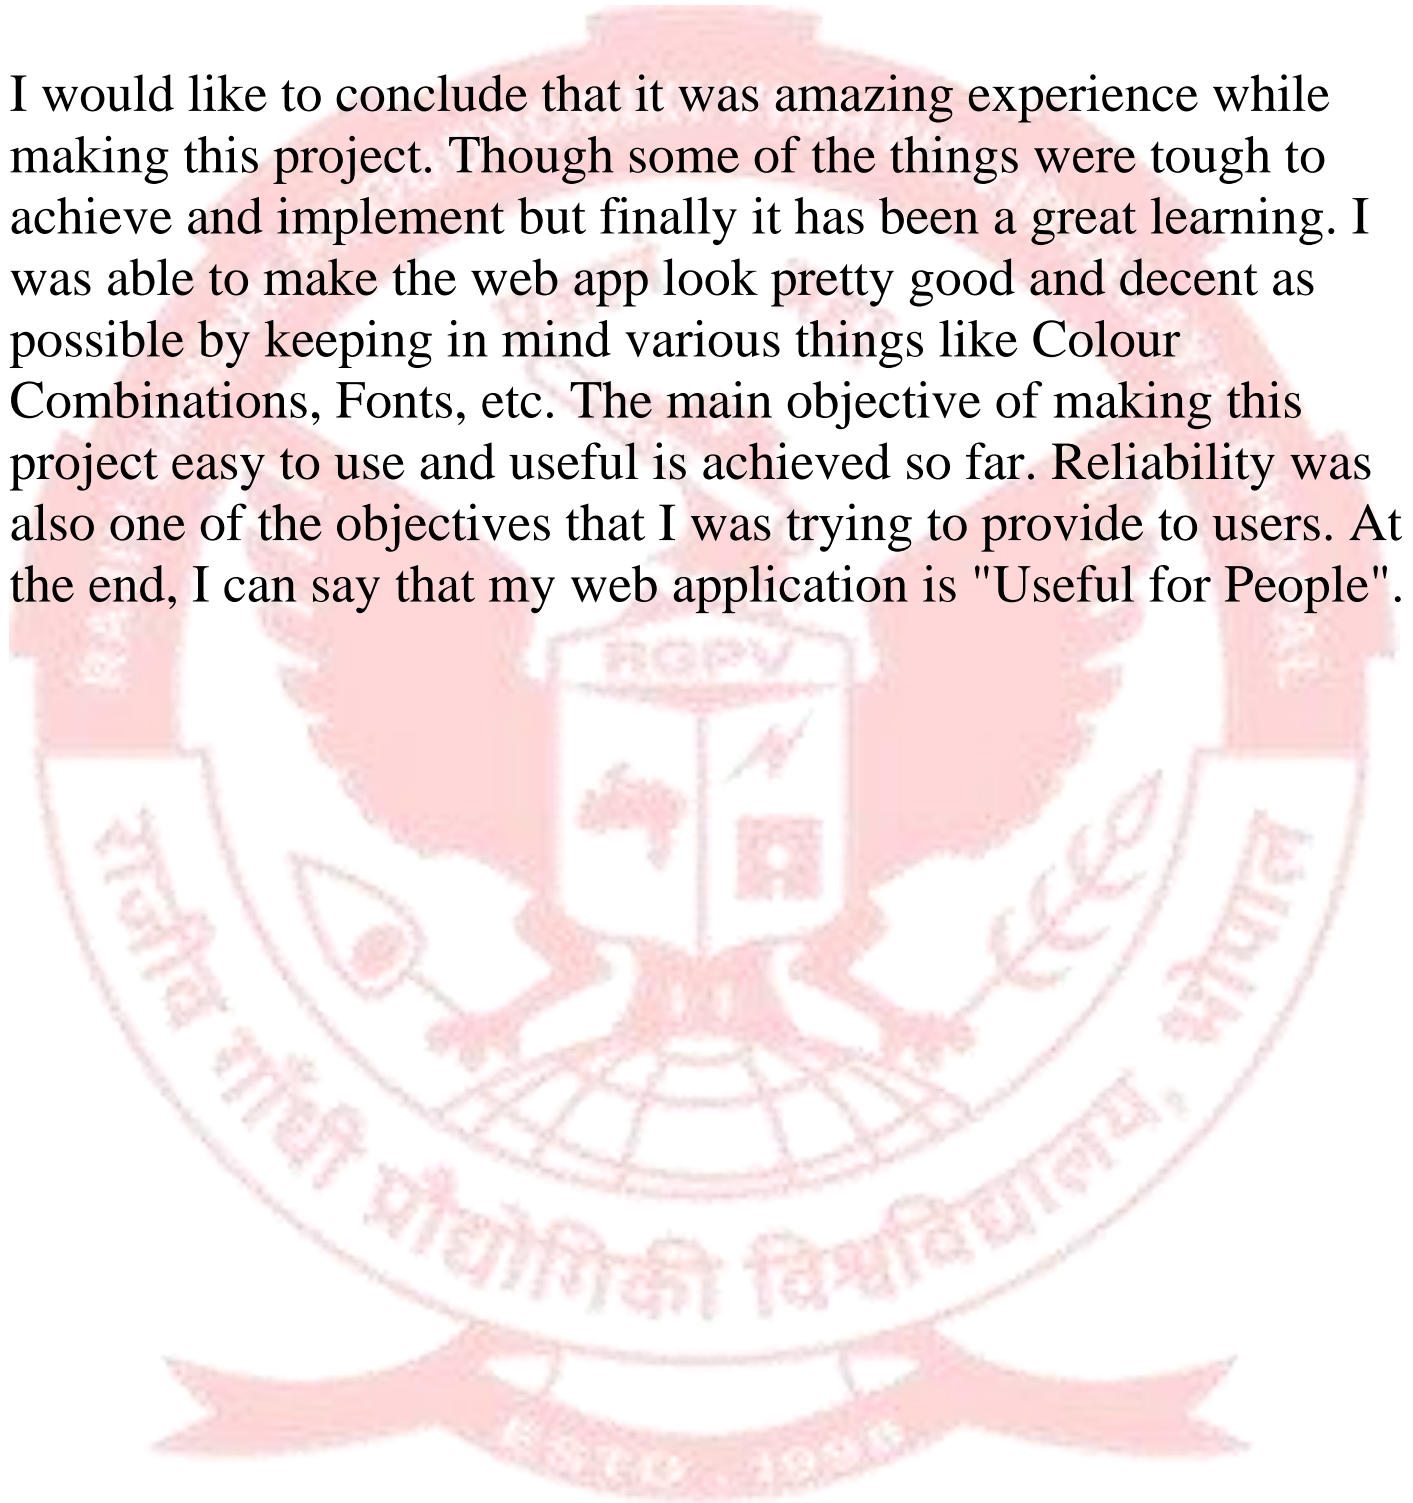 I would like to conclude that it was amazing experience while
making this project. Though some of the things were tough to
achieve and implement but finally it has been a great learning. I
was able to make the web app look pretty good and decent as
possible by keeping in mind various things like Colour
Combinations, Fonts, etc. The main objective of making this
project easy to use and useful is achieved so far. Reliability was
also one of the objectives that I was trying to provide to users. At
the end, I can say that my web application is "Useful for People".
RGPV
राजीव गाँधी प्रौद्योगिकी विश्वविद्यालय, भोपाल
ESTD. 1998